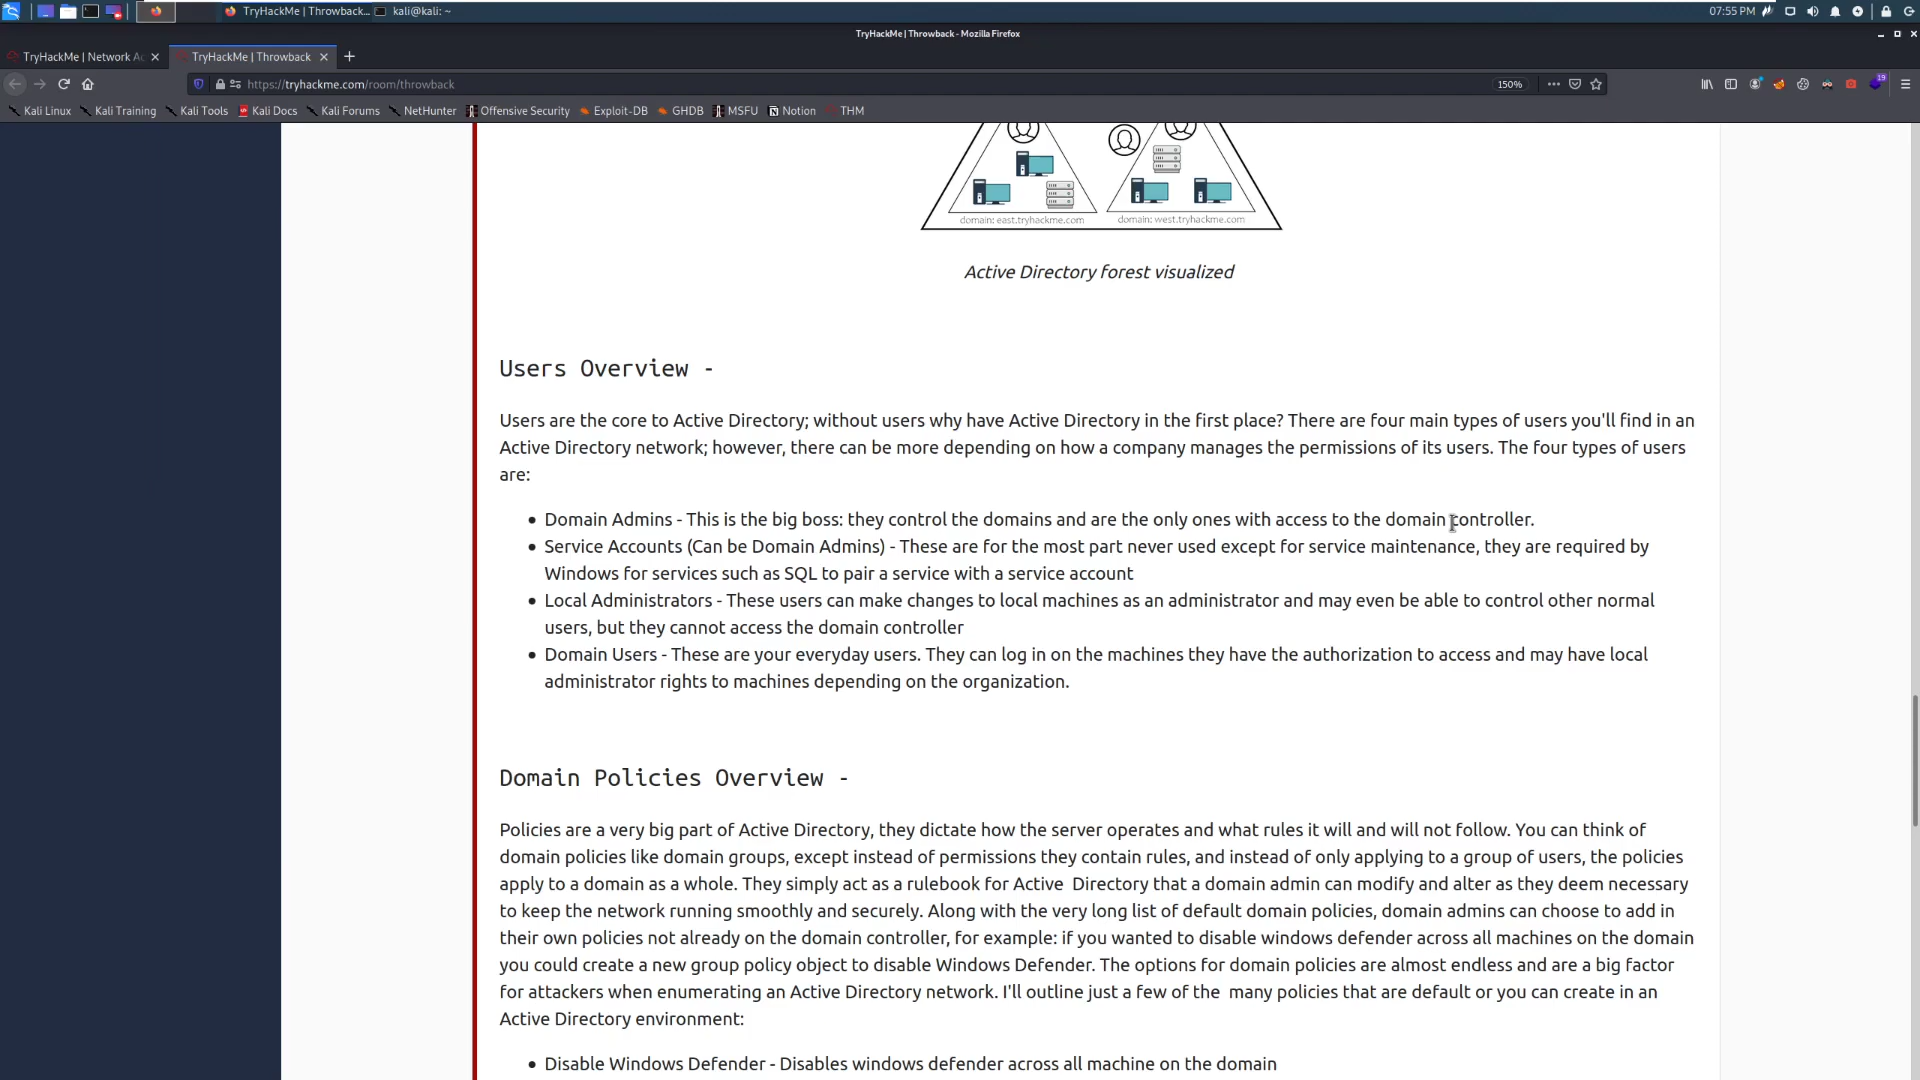 TryHackMe | Throwback...
kali@kali: ~
07:55 PM
TryHackMe | Throwback - Mozilla Firefox
TryHackMe | Network Ac
TryHackMe | Throwback
https://tryhackme.com/room/throwback
150%
19
Kali Linux
Kali Training
Kali Tools
Kali Docs
Kali Forums
NetHunter
Offensive Security
Exploit-DB
GHDB
MSFU
Notion
THM
domain: east.tryhackme.com
domain: west.tryhackme.com
Active Directory forest visualized
Users Overview -
Users are the core to Active Directory; without users why have Active Directory in the first place? There are four main types of users you'll find in an
Active Directory network; however, there can be more depending on how a company manages the permissions of its users. The four types of users
are:
• Domain Admins - This is the big boss: they control the domains and are the only ones with access to the domain controller.
• Service Accounts (Can be Domain Admins) - These are for the most part never used except for service maintenance, they are required by
Windows for services such as SQL to pair a service with a service account
• Local Administrators - These users can make changes to local machines as an administrator and may even be able to control other normal
users, but they cannot access the domain controller
• Domain Users - These are your everyday users. They can log in on the machines they have the authorization to access and may have local
administrator rights to machines depending on the organization.
Domain Policies Overview -
Policies are a very big part of Active Directory, they dictate how the server operates and what rules it will and will not follow. You can think of
domain policies like domain groups, except instead of permissions they contain rules, and instead of only applying to a group of users, the policies
apply to a domain as a whole. They simply act as a rulebook for Active  Directory that a domain admin can modify and alter as they deem necessary
to keep the network running smoothly and securely. Along with the very long list of default domain policies, domain admins can choose to add in
their own policies not already on the domain controller, for example: if you wanted to disable windows defender across all machines on the domain
you could create a new group policy object to disable Windows Defender. The options for domain policies are almost endless and are a big factor
for attackers when enumerating an Active Directory network. I'll outline just a few of the  many policies that are default or you can create in an
Active Directory environment:
• Disable Windows Defender - Disables windows defender across all machine on the domain